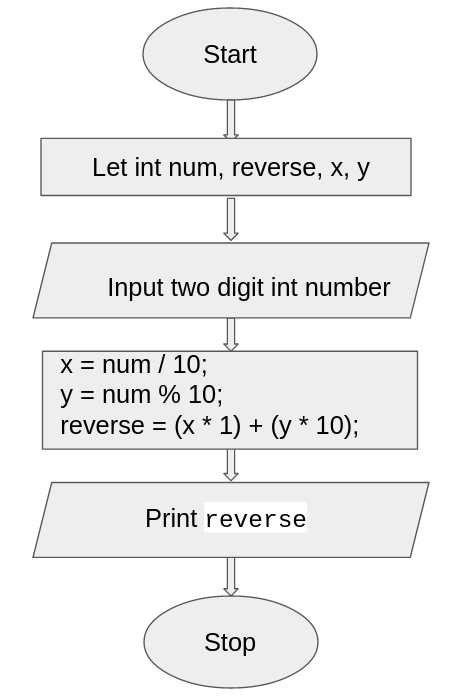 Start
Let int num, reverse, x, y
Input two digit int number
x = num / 10;
y = num % 10;
reverse = (x * 1) + (y * 10);
Print reverse
Stop